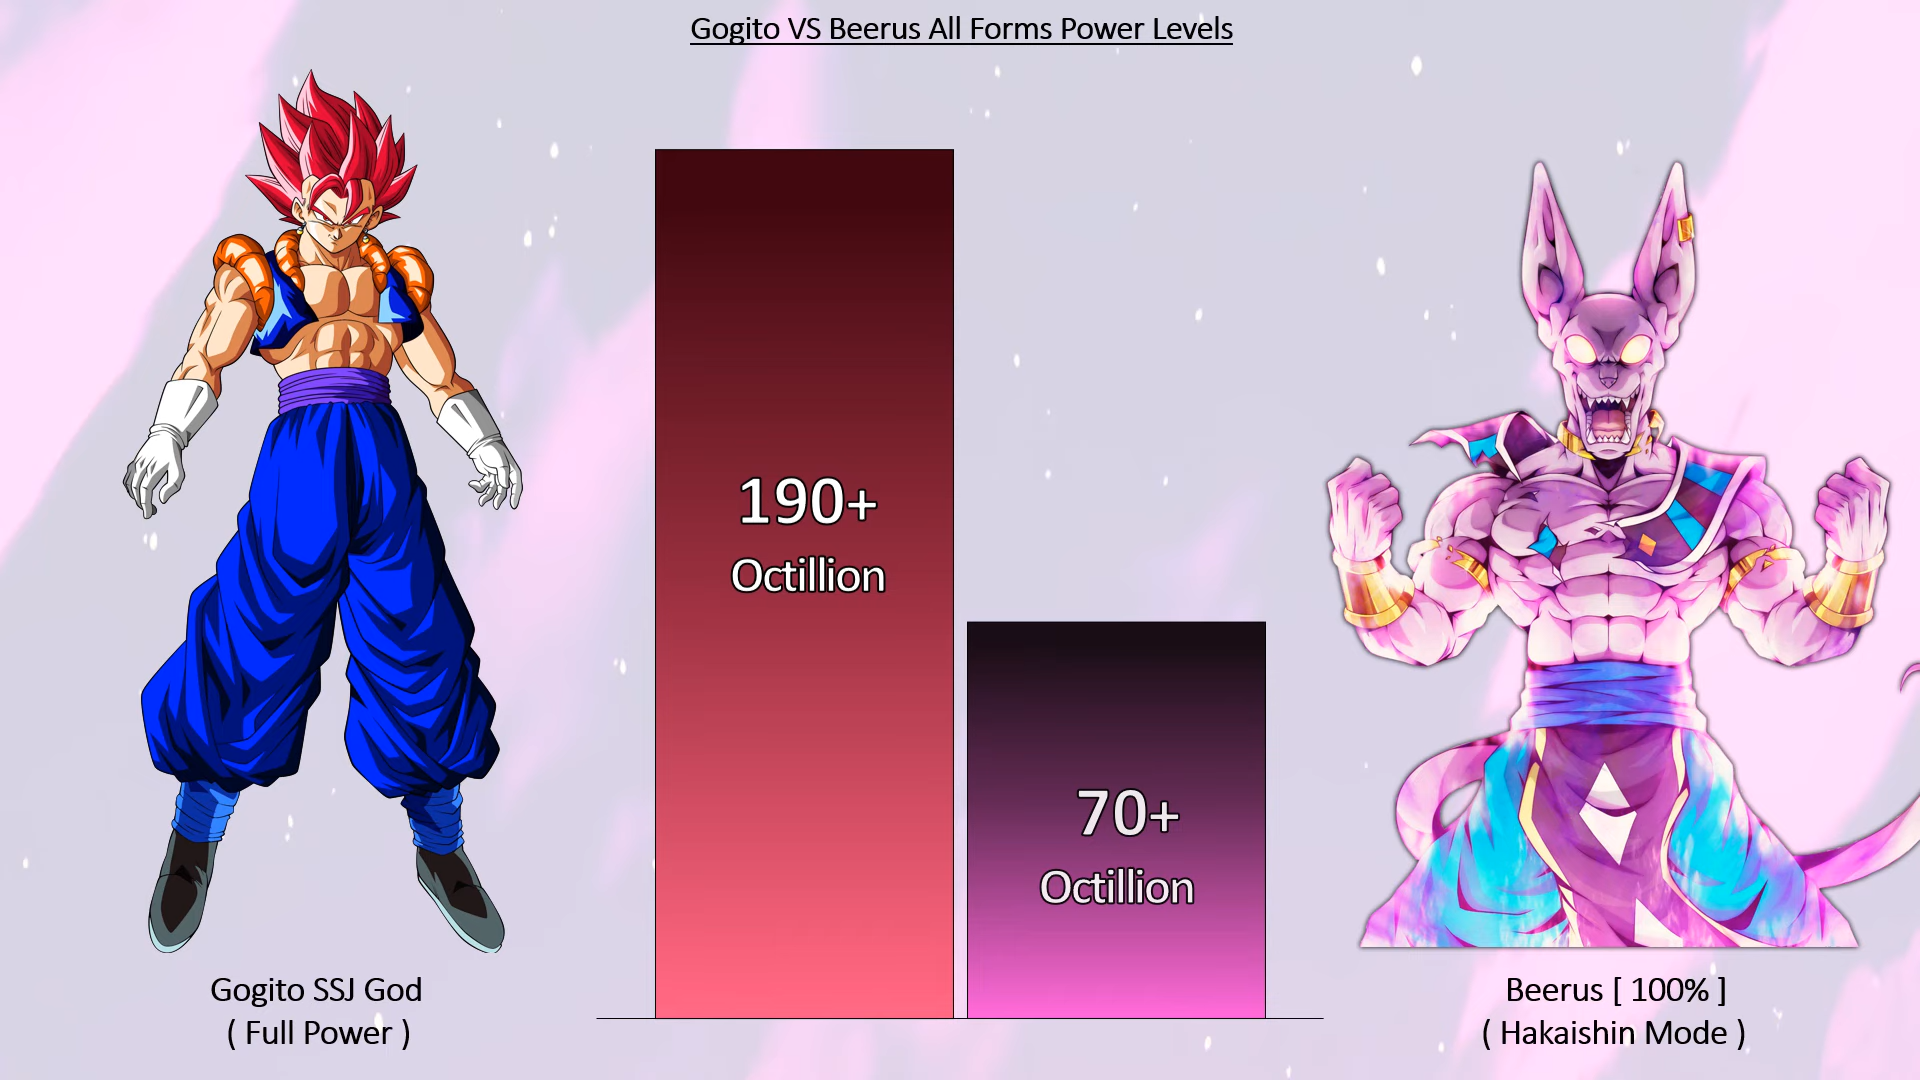 Gogito VS Beerus All Forms Power Levels
190+
Octillion
70+
Octillion
Gogito SSJ God
( Full Power )
Beerus [ 100% ]
( Hakaishin Mode )